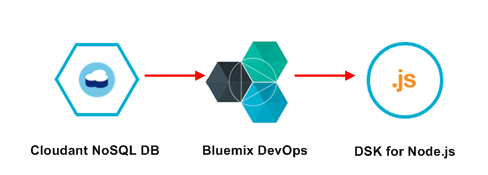 .js
Cloudant NoSQL DB
Bluemix DevOps
DSK for Node.js